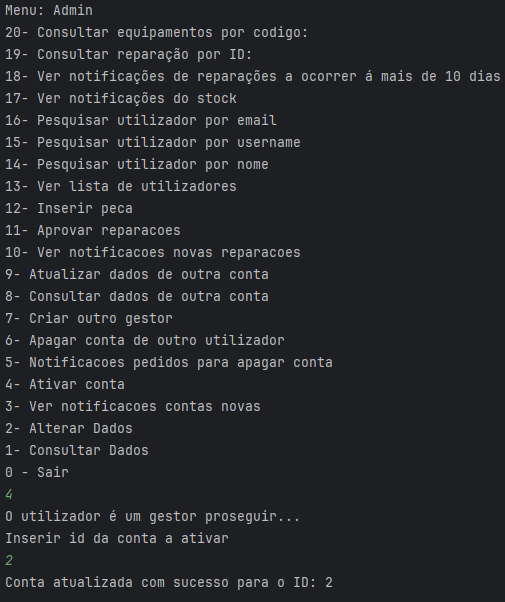 Menu: Admin
20- Consultar equipamentos por codigo:
19- Consultar reparação por ID:
18- Ver notificações de reparações a ocorrer á mais de 10 dias
17- Ver notificações do stock
16- Pesquisar utilizador por email
15- Pesquisar utilizador por username
14- Pesquisar utilizador por nome
13- Ver lista de utilizadores
12- Inserir peca
11- Aprovar reparacoes
10- Ver notificacoes novas reparacoes
9- Atualizar dados de outra conta
8- Consultar dados de outra conta
7- Criar outro gestor
6- Apagar conta de outro utilizador
5- Notificacoes pedidos para apagar conta
4- Ativar conta
3- Ver notificacoes contas novas
2- Alterar Dados
1- Consultar Dados
0 - Sair
4
O utilizador é um gestor proseguir...
Inserir id da conta a ativar
2
Conta atualizada com sucesso para o ID: 2